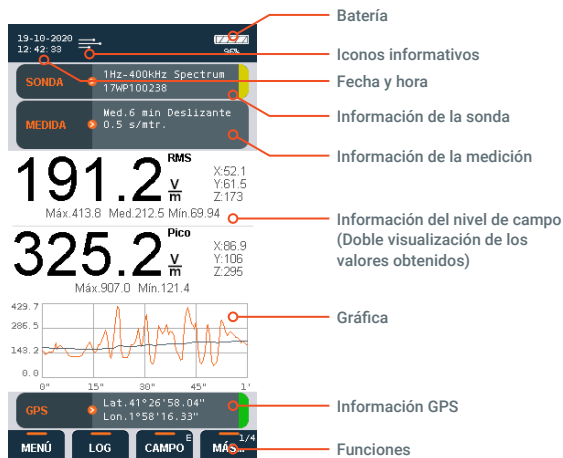 Batería
19-10-2020
12:42:33
96%
Iconos informativos
Fecha y hora
SONDA
1Hz-400kHz Spectrum
17WP100238
Información de la sonda
MEDIDA
Med.6 min Deslizante
0.5 s/mtr.
Información de la medición
191.2 V/m RMS
X:52.1
Y:61.5
Z:173
Máx.413.8 Med.212.5 Mín.69.94
Información del nivel de campo
(Doble visualización de los
valores obtenidos)
325.2 V/m Pico
X:86.9
Y:106
Z:295
Máx.907.0 Mín.121.4
Gráfica
429.7
286.5
143.2
0.0
0" 15" 30" 45" 1'
GPS
Lat.41°26'58.04"
Lon.1°58'16.33"
Información GPS
MENÚ
LOG
CAMPO E
MÁS... 1/4
Funciones